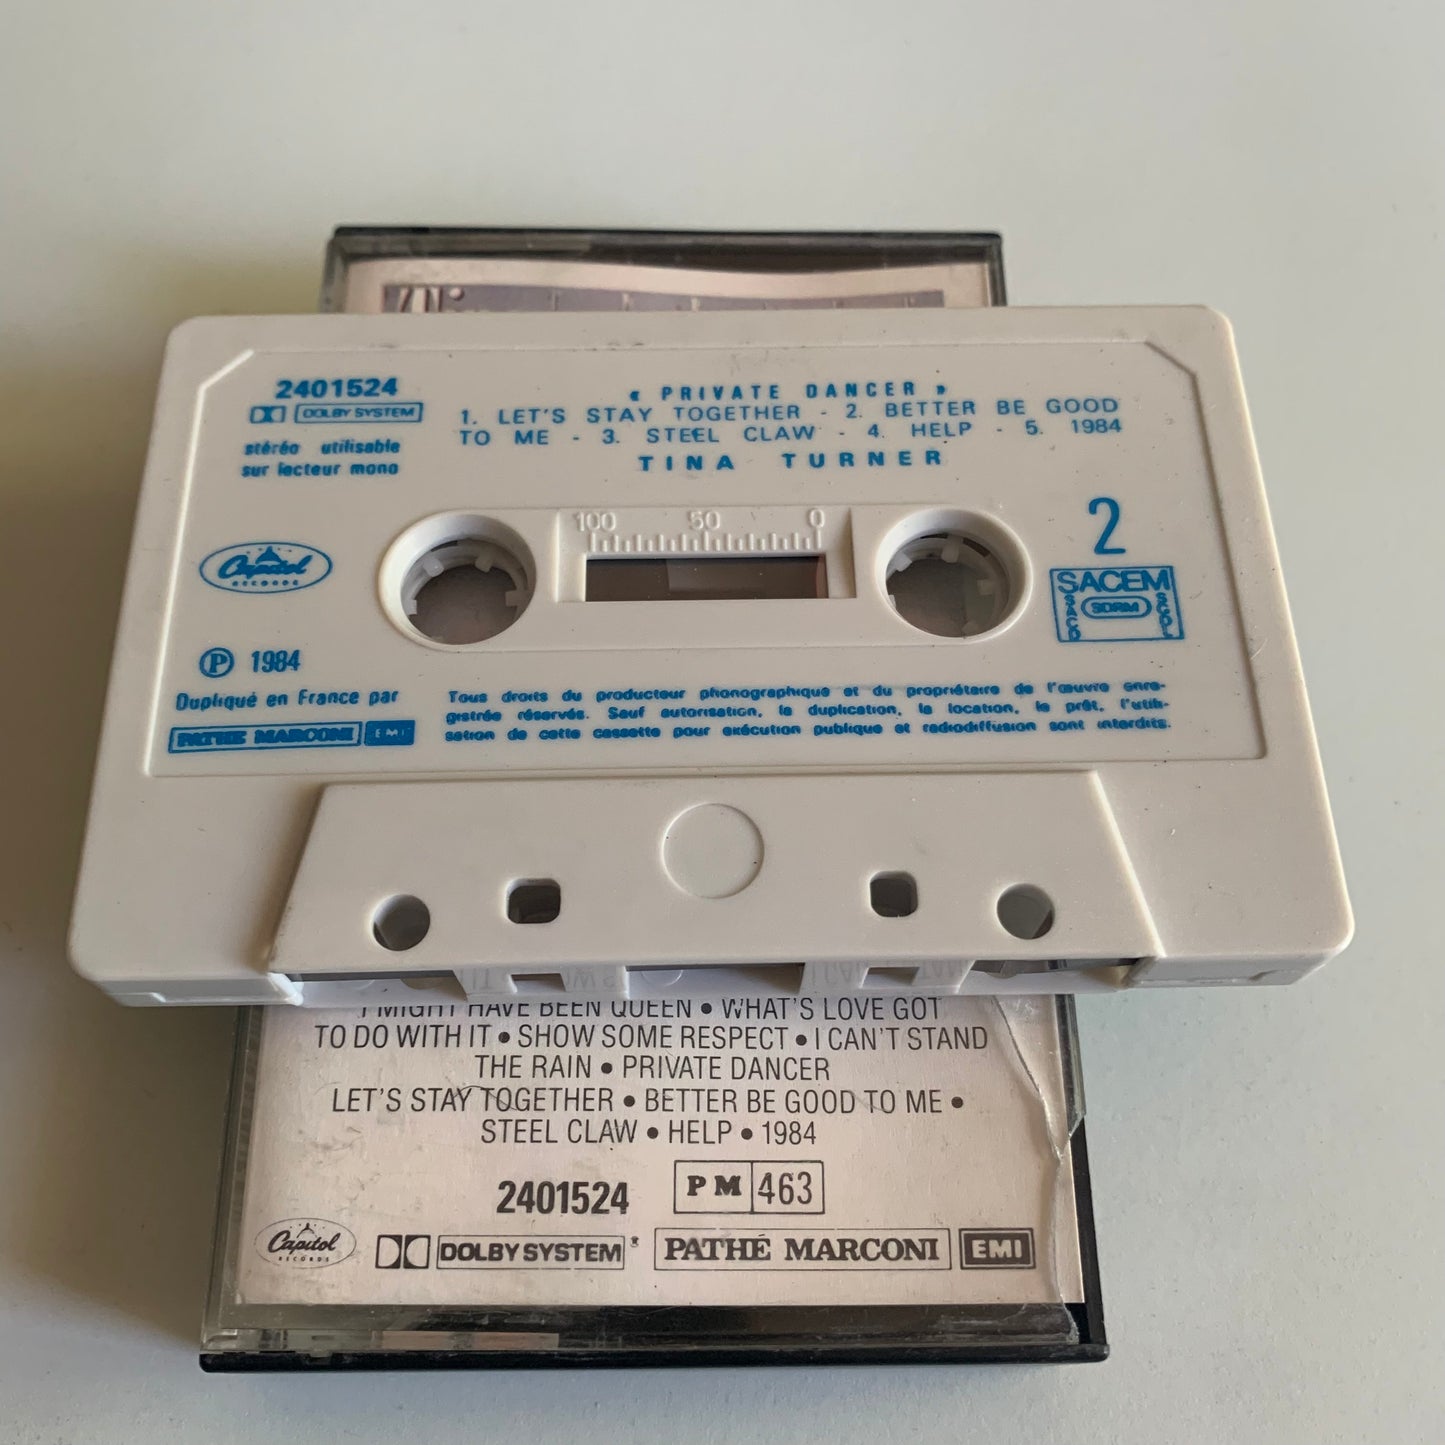 2401524
DOLBY SYSTEM
stéréo utilisable
sur lecteur mono
« PRIVATE DANCER »
1. LET'S STAY TOGETHER - 2. BETTER BE GOOD
TO ME - 3. STEEL CLAW - 4. HELP - 5. 1984
TINA TURNER
100 50 0
2
Capitol
RECORDS
SACEM
SACD SDRM SCDL
P 1984
Dupliqué en France par
PATHE MARCONI EMI
Tous droits du producteur phonographique et du propriétaire de l'œuvre enre-
gistrée réservés. Sauf autorisation, la duplication, la location, le prêt, l'utili-
sation de cette cassette pour exécution publique et radiodiffusion sont interdits.
I MIGHT HAVE BEEN QUEEN • WHAT'S LOVE GOT
TO DO WITH IT • SHOW SOME RESPECT • I CAN'T STAND
THE RAIN • PRIVATE DANCER
LET'S STAY TOGETHER • BETTER BE GOOD TO ME •
STEEL CLAW • HELP • 1984
2401524 PM 463
Capitol
RECORDS
DOLBY SYSTEM PATHÉ MARCONI EMI